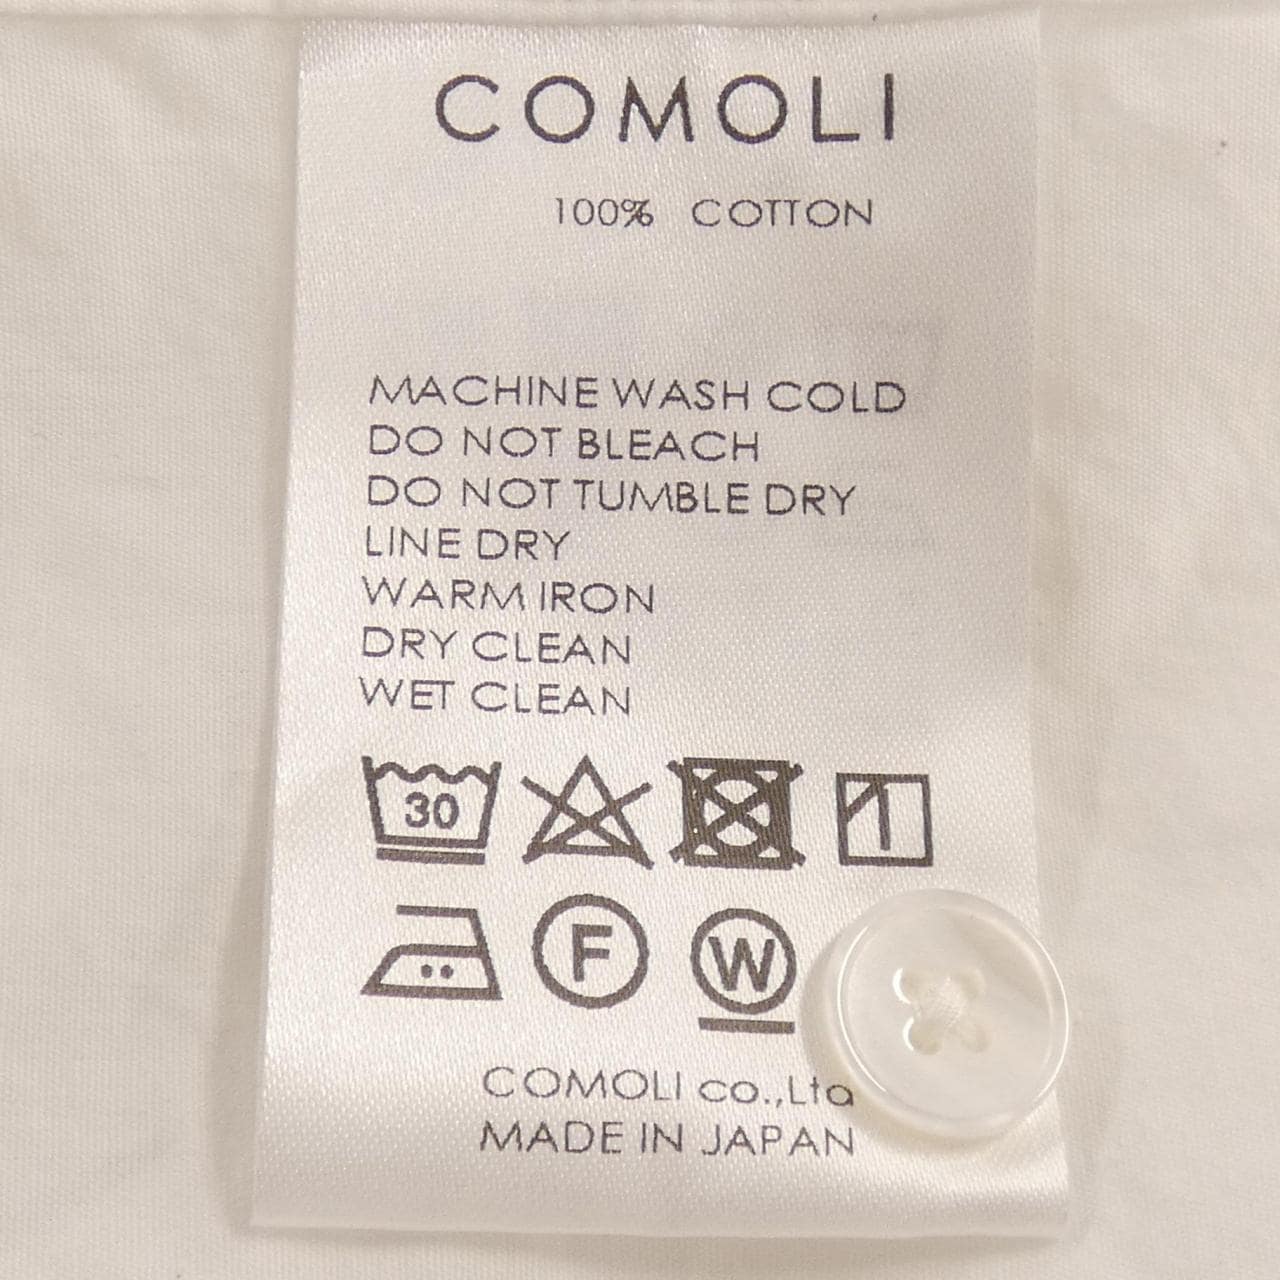 COMOLI
100% COTTON
MACHINE WASH COLD
DO NOT BLEACH
DO NOT TUMBLE DRY
LINE DRY
WARM IRON
DRY CLEAN
WET CLEAN
30
F W
COMOLI co.,Ltd
MADE IN JAPAN